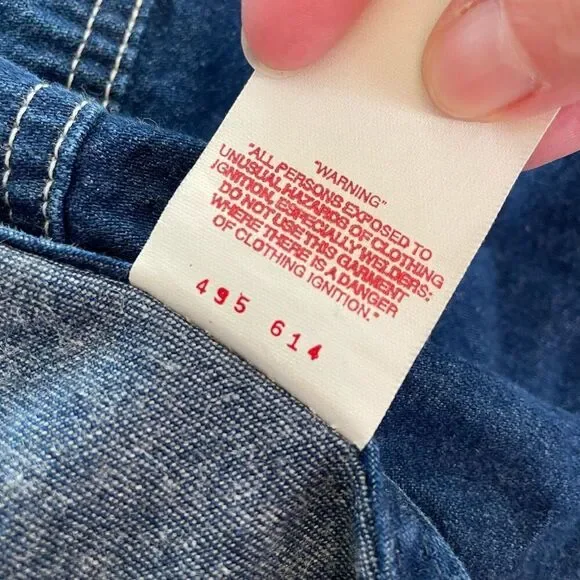 "WARNING"
"ALL PERSONS EXPOSED TO
UNUSUAL HAZARDS OF CLOTHING
IGNITION, ESPECIALLY WELDERS:
DO NOT USE THIS GARMENT
WHERE THERE IS A DANGER
OF CLOTHING IGNITION."
495 614